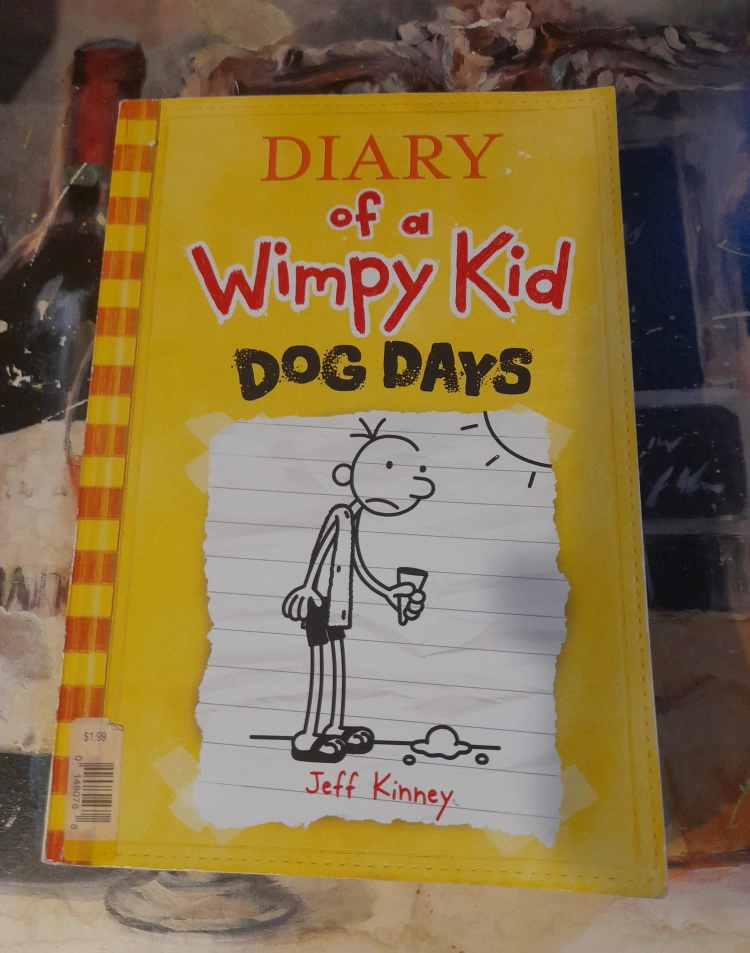 DIARY
of a
Wimpy Kid
DOG DAYS
Jeff Kinney
$1.99